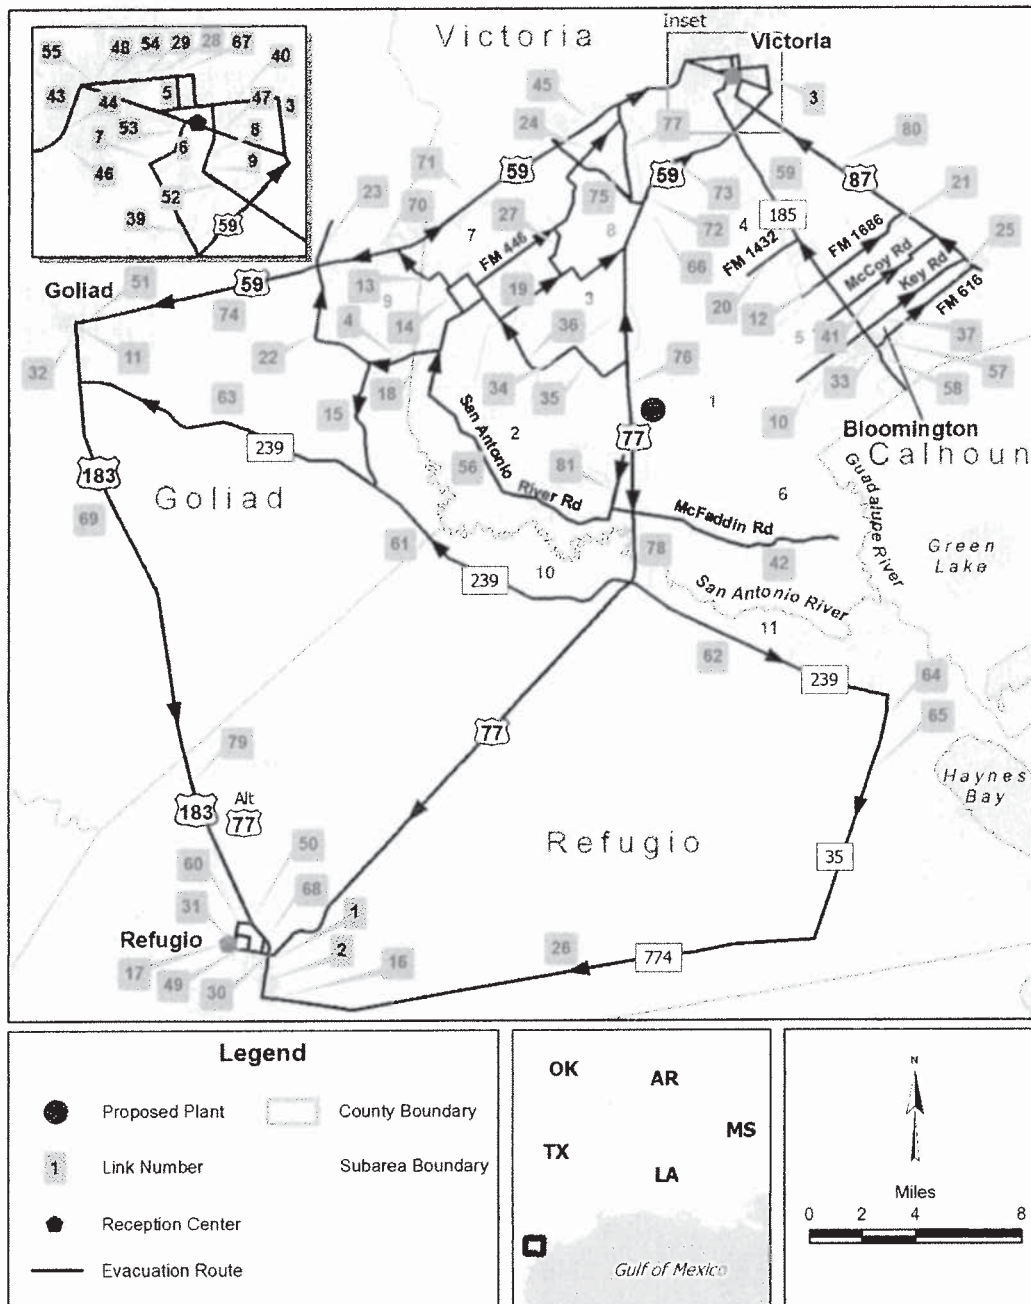 Victoria
Inset
Victoria
55
48
54
29
28
67
40
43
44
5
47
3
7
53
6
8
46
9
52
39
59
45
24
77
3
80
71
59
59
73
59
87
21
23
70
27
75
7
8
72
4
185
25
FM 446
FM 1432
FM 1686
McCoy Rd
Key Rd
FM 616
66
51
Goliad
59
13
9
19
3
20
12
5
74
4
14
36
41
37
32
11
22
18
34
35
76
33
58
57
63
15
10
1
San Antonio
2
77
Bloomington
239
183
Goliad
56
River Rd
81
Calhoun
69
McFaddin Rd
6
Guadalupe River
Green
Lake
61
10
78
42
239
San Antonio River
11
62
239
64
65
77
79
Haynes
Bay
183
Alt
77
Refugio
50
60
68
35
31
1
Refugio
2
26
774
17
49
30
16
Legend
Proposed Plant
County Boundary
1
Link Number
Subarea Boundary
Reception Center
Evacuation Route
OK
AR
TX
MS
LA
Gulf of Mexico
N
Miles
0 2 4 8